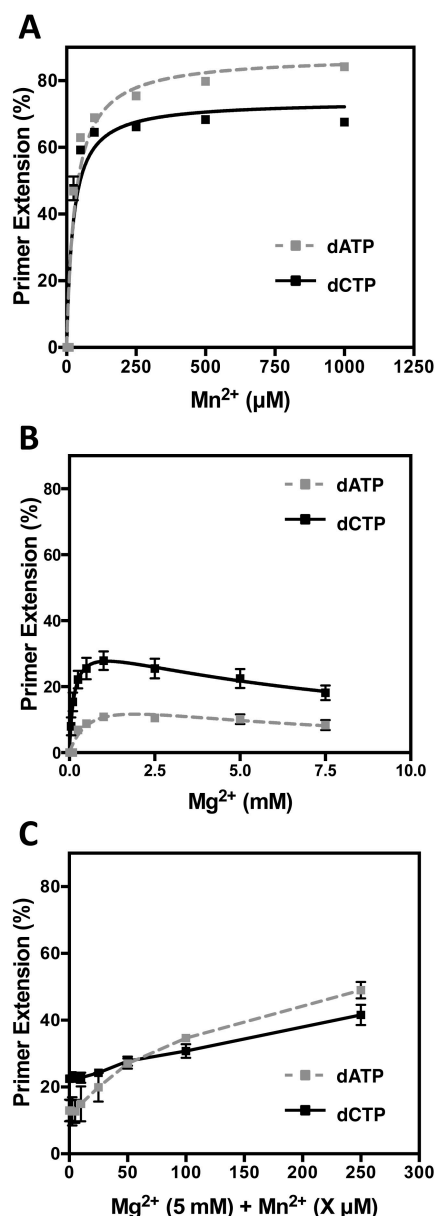 A
Primer Extension (%)
80
60
40
20
0
dATP
dCTP
0 250 500 750 1000 1250
Mn²⁺ (µM)
B
Primer Extension (%)
80
60
40
20
0
dATP
dCTP
0.0 2.5 5.0 7.5 10.0
Mg²⁺ (mM)
C
Primer Extension (%)
80
60
40
20
0
dATP
dCTP
0 50 100 150 200 250 300
Mg²⁺ (5 mM) + Mn²⁺ (X µM)